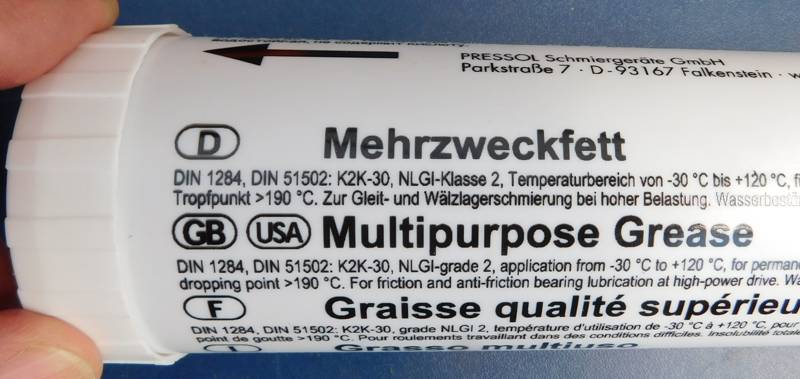 PRESSOL Schmiergeräte GmbH
Parkstraße 7 · D-93167 Falkenstein ·
D Mehrzweckfett
DIN 1284, DIN 51502: K2K-30, NLGI-Klasse 2, Temperaturbereich von -30 °C bis +120 °C,
Tropfpunkt >190 °C. Zur Gleit- und Wälzlagerschmierung bei hoher Belastung.
GB USA Multipurpose Grease
DIN 1284, DIN 51502: K2K-30, NLGI-grade 2, application from -30 °C to +120 °C, for
dropping point >190 °C. For friction and anti-friction bearing lubrication at high-power drive.
F Graisse qualité
DIN 1284, DIN 51502: K2K-30, grade NLGI 2, température d'utilisation de -30 °C à +120 °C, pour
point de goutte >190 °C. Pour roulements travaillant dans des conditions difficiles. Insolubilité
I Grasso multiuso